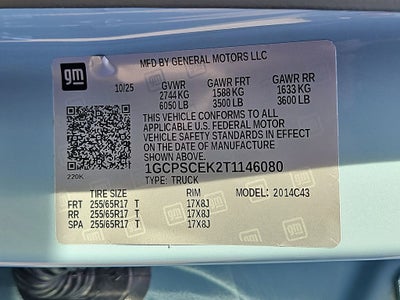 MFD BY GENERAL MOTORS LLC
gm
10/25 GVWR GAWR FRT GAWR RR
2744 KG 1588 KG 1633 KG
6050 LB 3500 LB 3600 LB
THIS VEHICLE CONFORMS TO ALL
APPLICABLE U.S. FEDERAL MOTOR
VEHICLE SAFETY STANDARDS IN EFFECT
ON THE DATE OF MANUFACTURE
SHOWN ABOVE.
1GCPSCEK2T1146080
220K TYPE: TRUCK
TIRE SIZE RIM MODEL: 2014C43
FRT 255/65R17 T 17X8J
RR 255/65R17 T 17X8J
SPA 255/65R17 T 17X8J